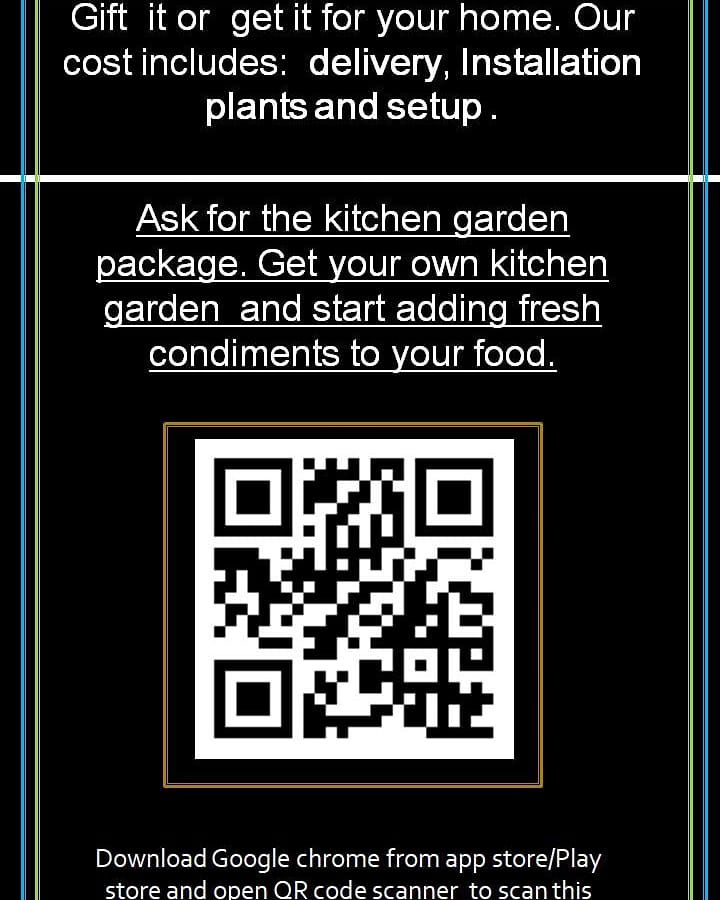 Gift it or get it for your home. Our
cost includes: delivery, Installation
plants and setup .
Ask for the kitchen garden
package. Get your own kitchen
garden and start adding fresh
condiments to your food.
Download Google chrome from app store/Play
store and open QR code scanner to scan this